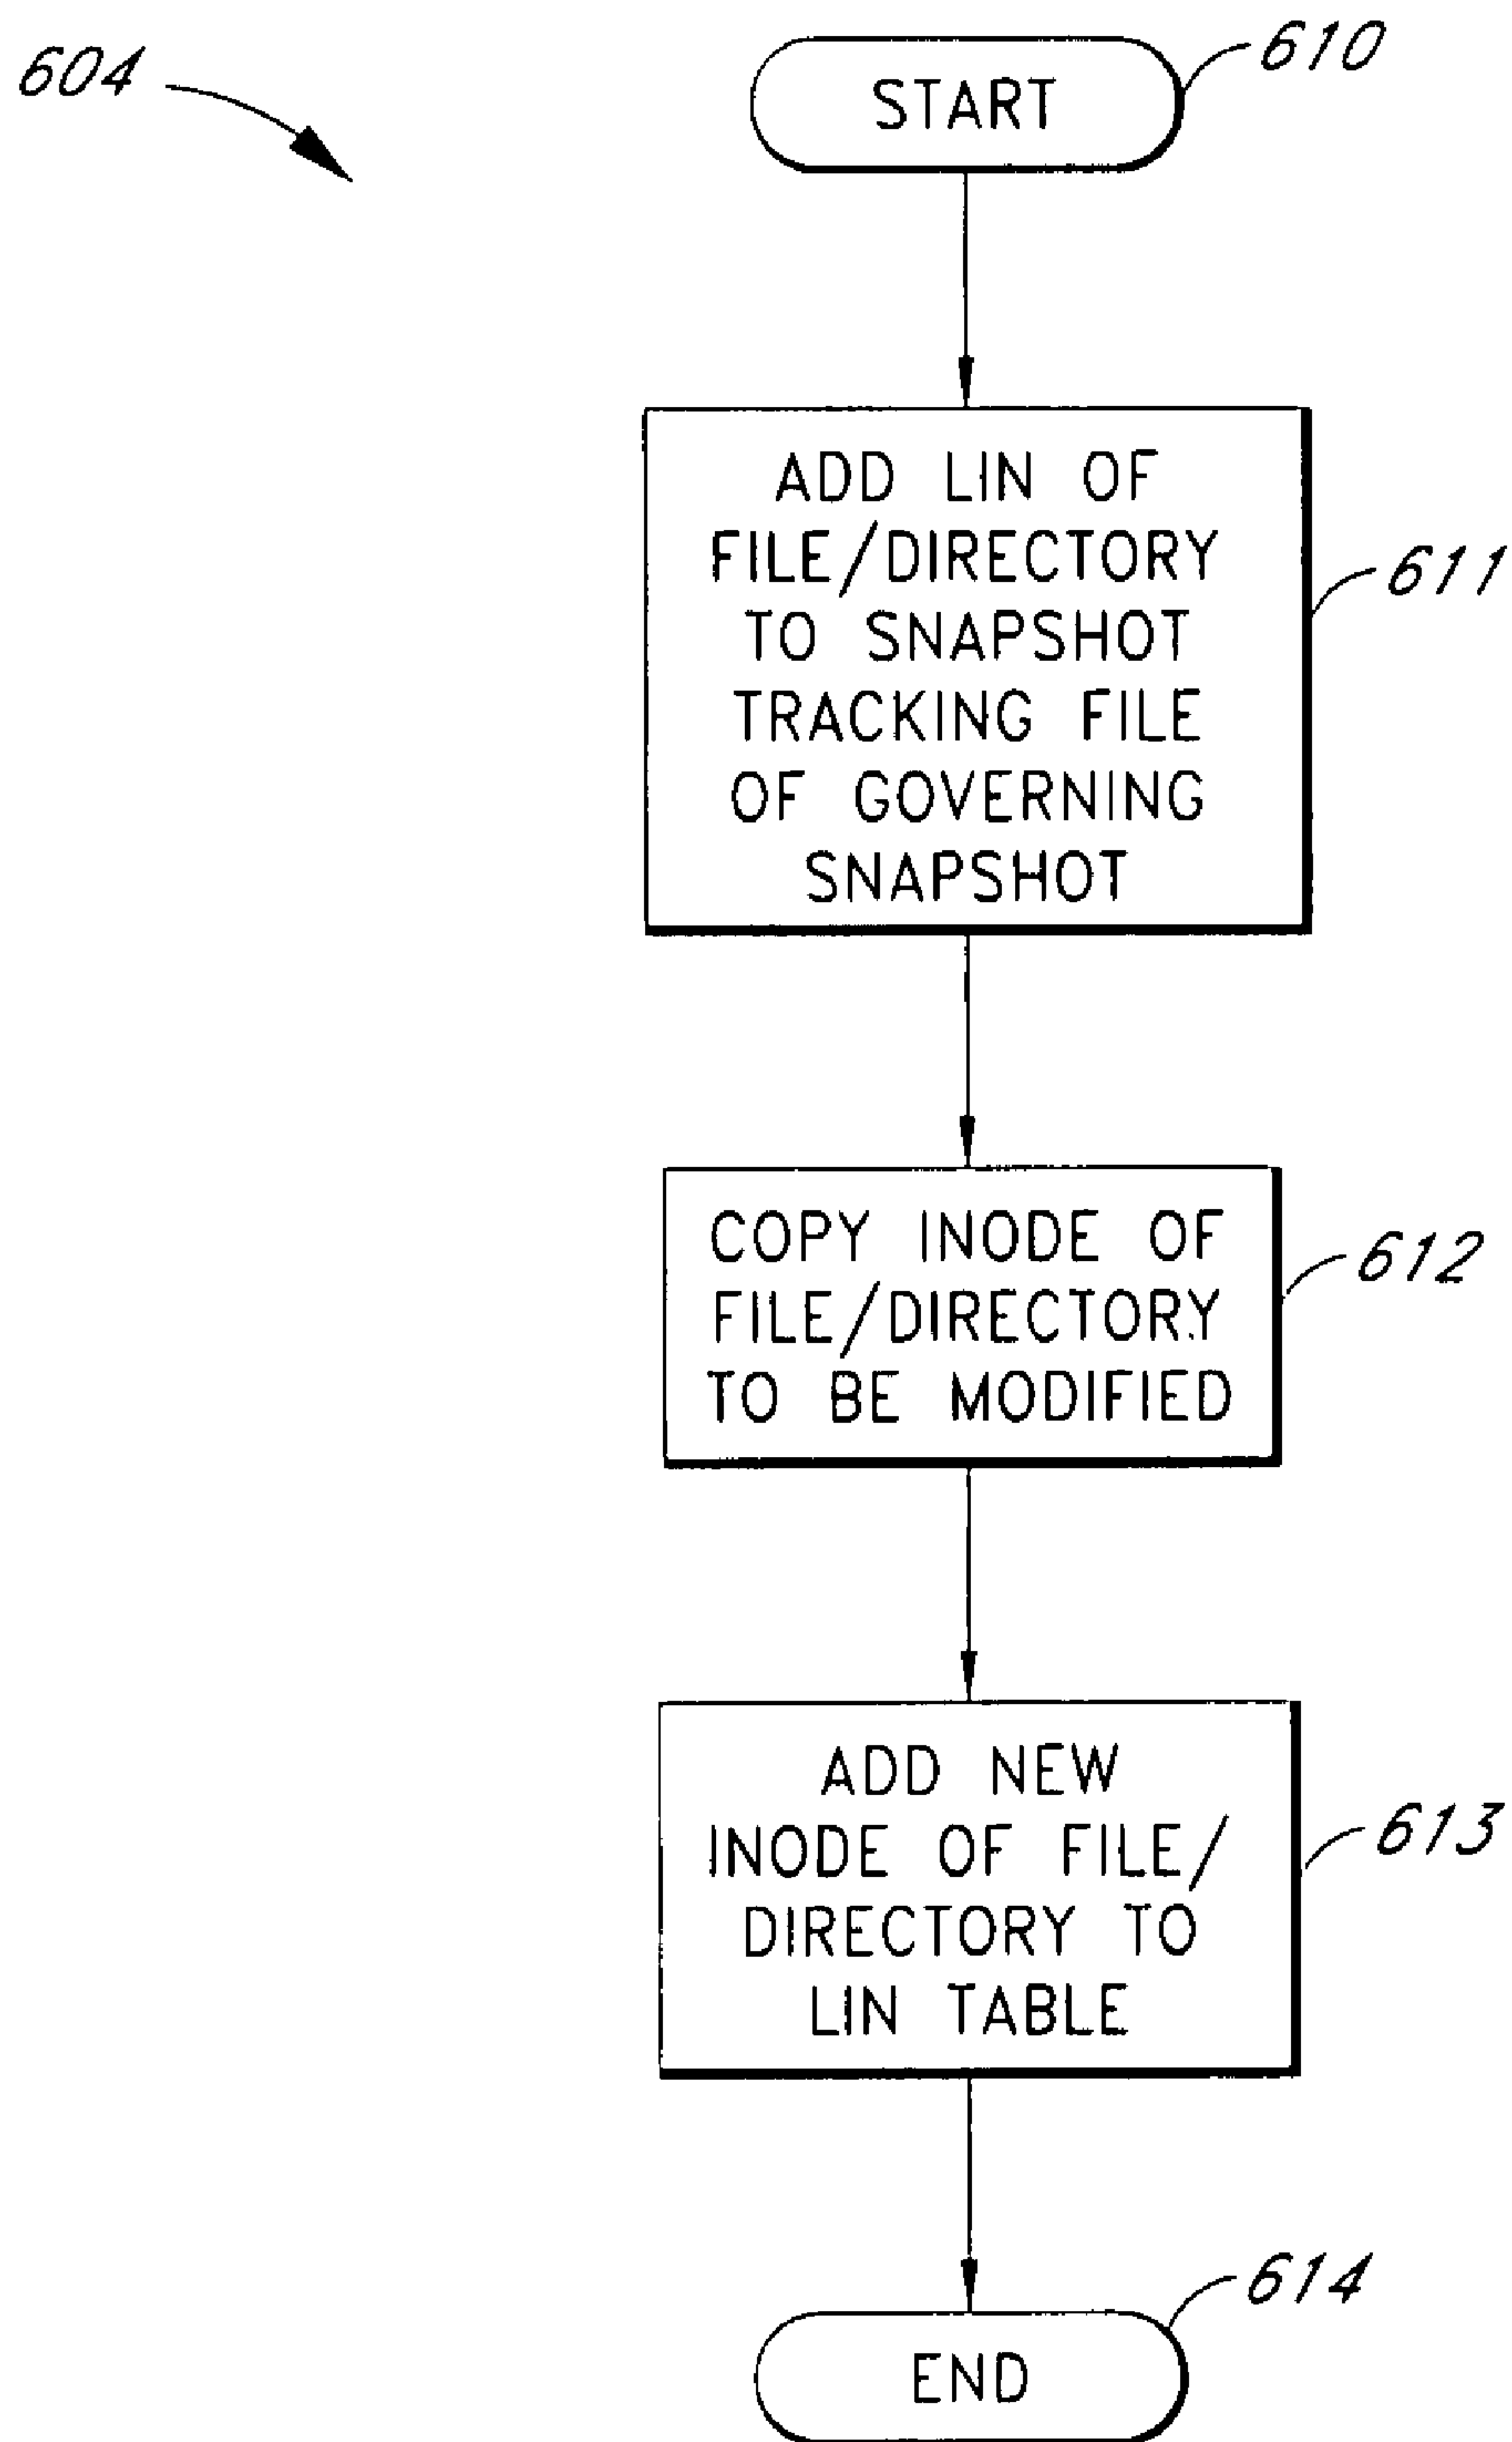 604
START
610
ADD LIN OF
FILE/DIRECTORY
TO SNAPSHOT
TRACKING FILE
OF GOVERNING
SNAPSHOT
611
COPY INODE OF
FILE/DIRECTORY
TO BE MODIFIED
612
ADD NEW
INODE OF FILE/
DIRECTORY TO
LIN TABLE
613
END
614